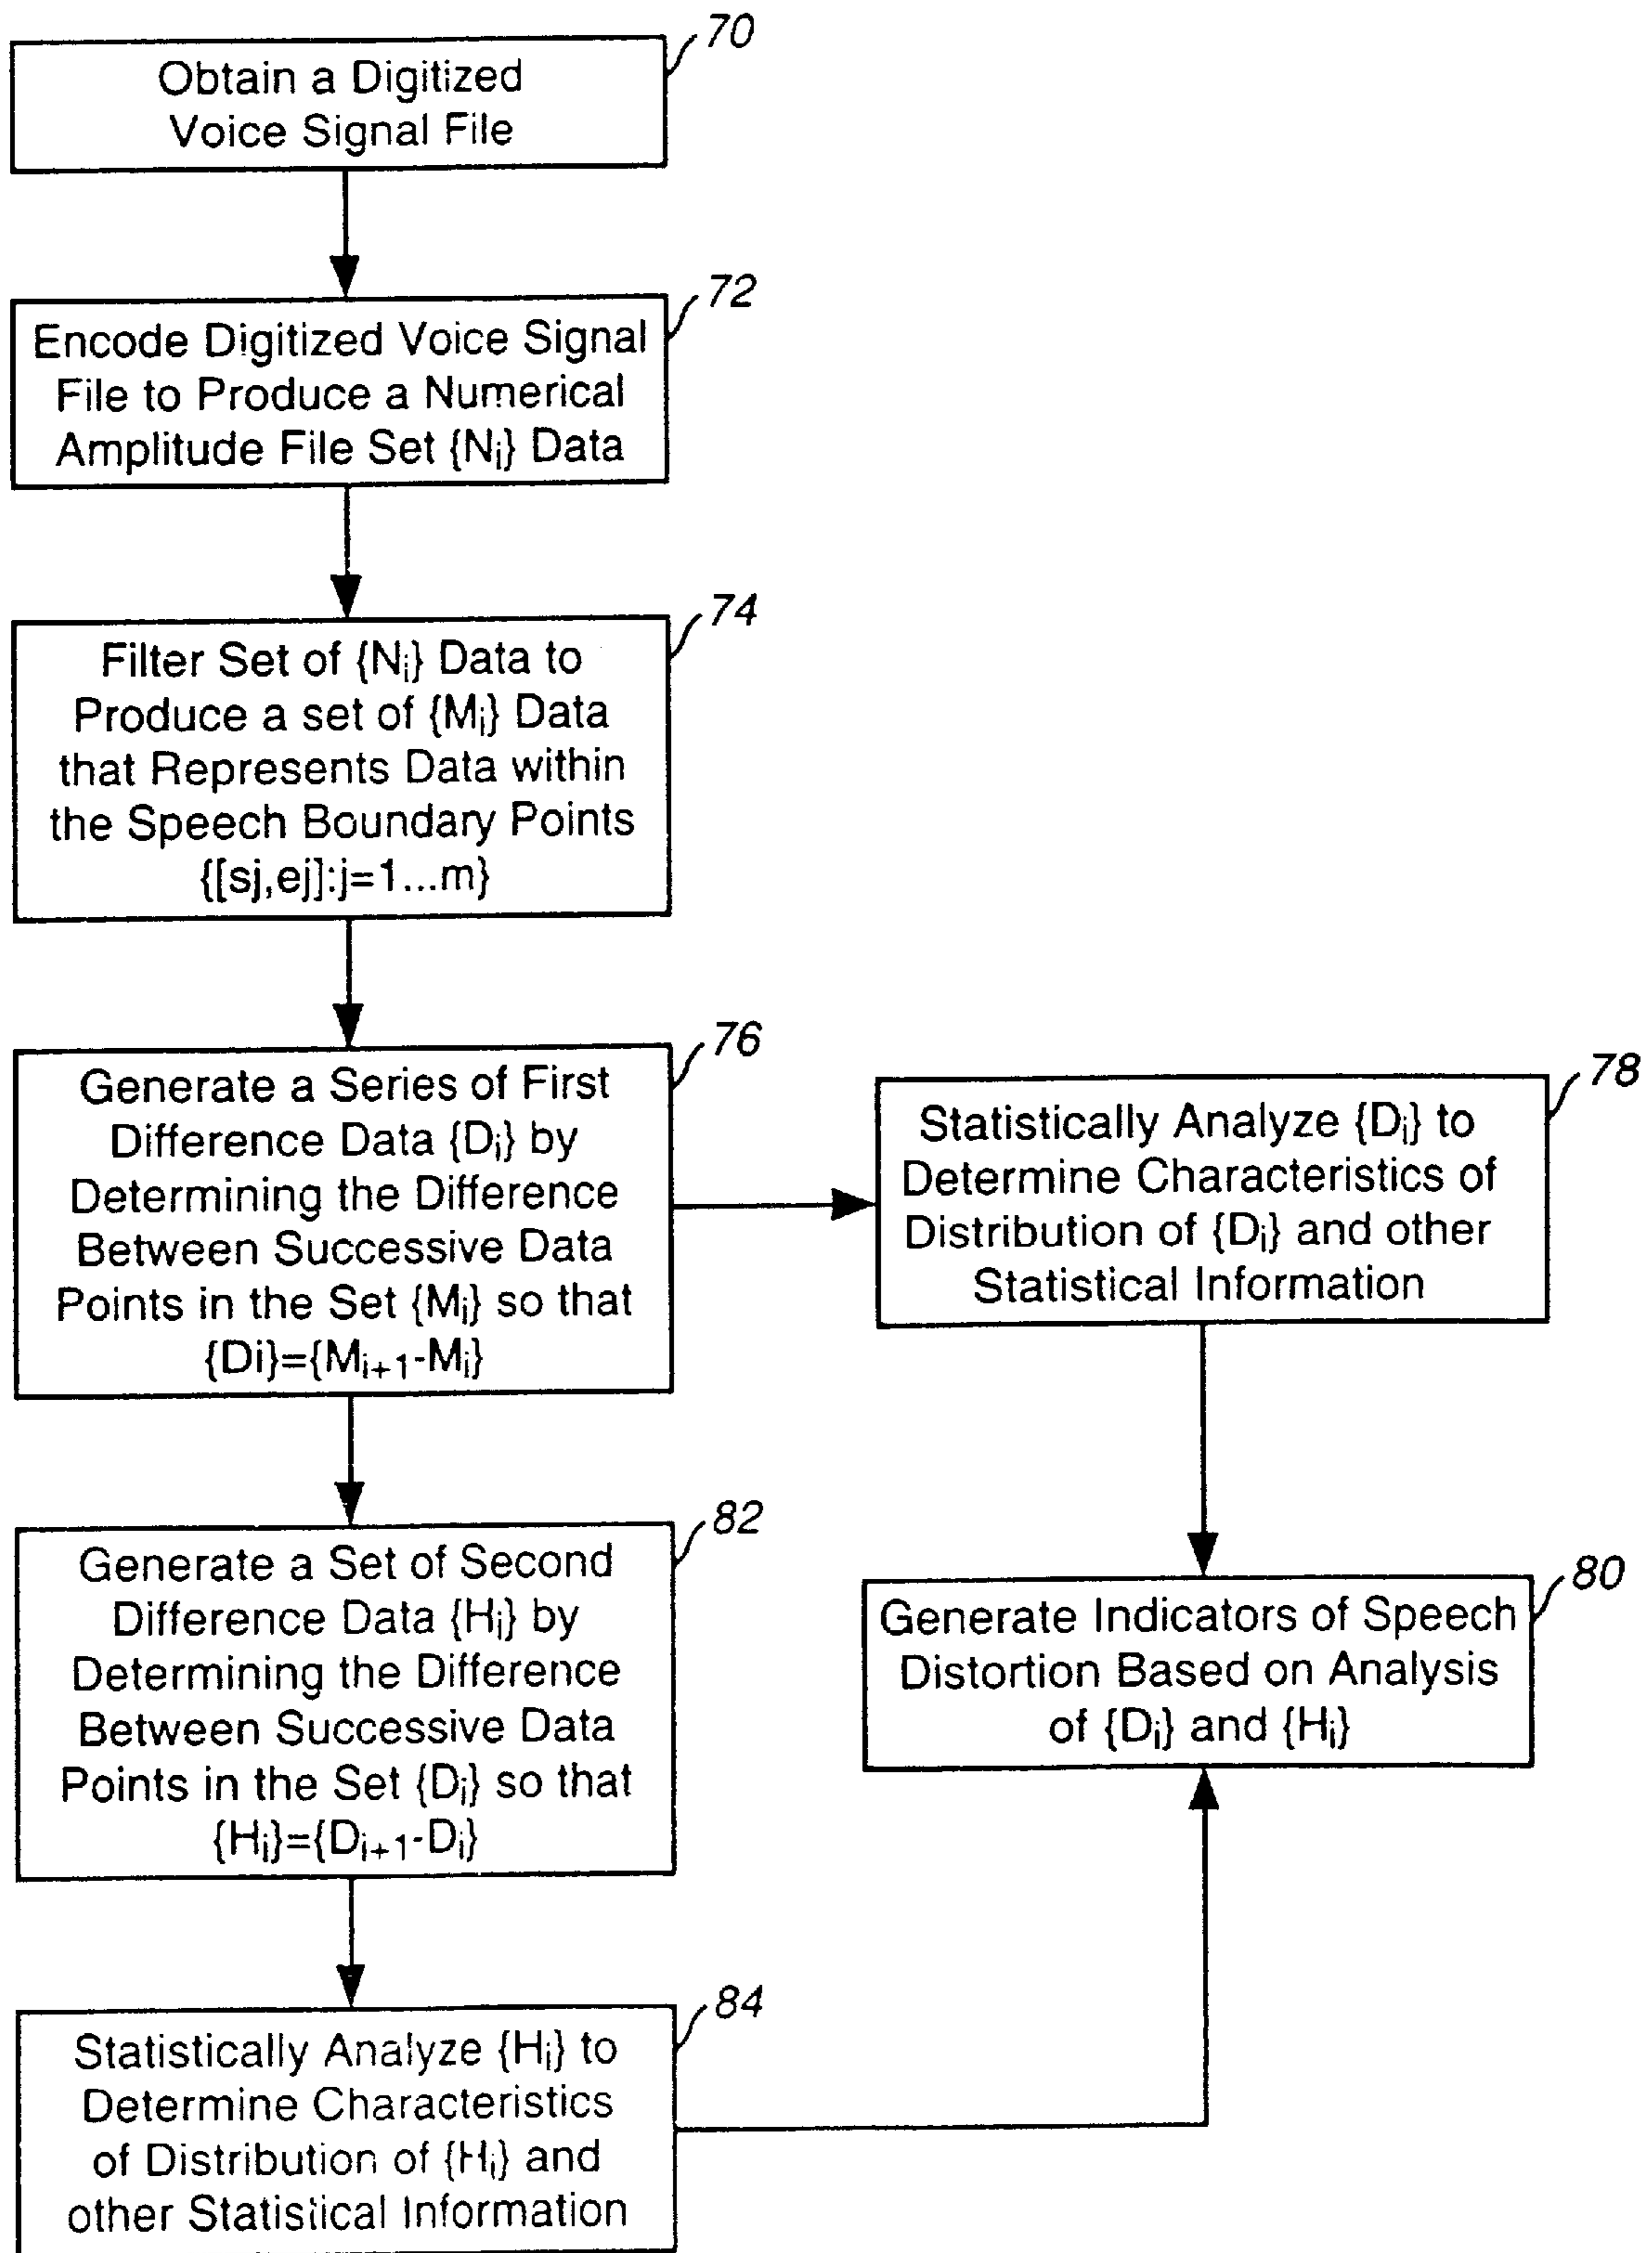 70
Obtain a Digitized
Voice Signal File
72
Encode Digitized Voice Signal
File to Produce a Numerical
Amplitude File Set {Ni} Data
74
Filter Set of {Ni} Data to
Produce a set of {Mi} Data
that Represents Data within
the Speech Boundary Points
{[sj,ej]:j=1...m}
76
Generate a Series of First
Difference Data {Di} by
Determining the Difference
Between Successive Data
Points in the Set {Mi} so that
{Di}={Mi+1-Mi}
78
Statistically Analyze {Di} to
Determine Characteristics of
Distribution of {Di} and other
Statistical Information
82
Generate a Set of Second
Difference Data {Hi} by
Determining the Difference
Between Successive Data
Points in the Set {Di} so that
{Hi}={Di+1-Di}
80
Generate Indicators of Speech
Distortion Based on Analysis
of {Di} and {Hi}
84
Statistically Analyze {Hi} to
Determine Characteristics
of Distribution of {Hi} and
other Statistical Information